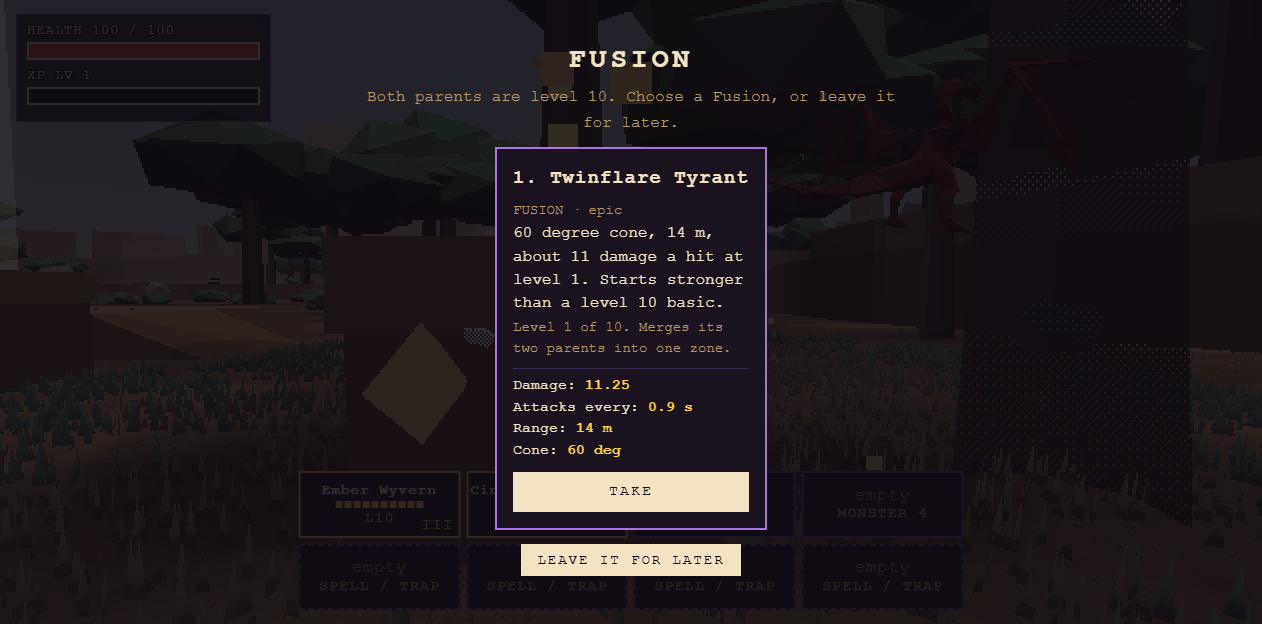 HEALTH 100 / 100
XP LV 1
FUSION
Both parents are level 10. Choose a Fusion, or leave it
for later.
1. Twinflare Tyrant
FUSION · epic
60 degree cone, 14 m,
about 11 damage a hit at
level 1. Starts stronger
than a level 10 basic.
Level 1 of 10. Merges its
two parents into one zone.
Damage: 11.25
Attacks every: 0.9 s
Range: 14 m
Cone: 60 deg
TAKE
LEAVE IT FOR LATER
Ember Wyvern
L10
III
empty
MONSTER 4
empty
SPELL / TRAP
SPELL / TRAP
SPELL / TRAP
empty
SPELL / TRAP